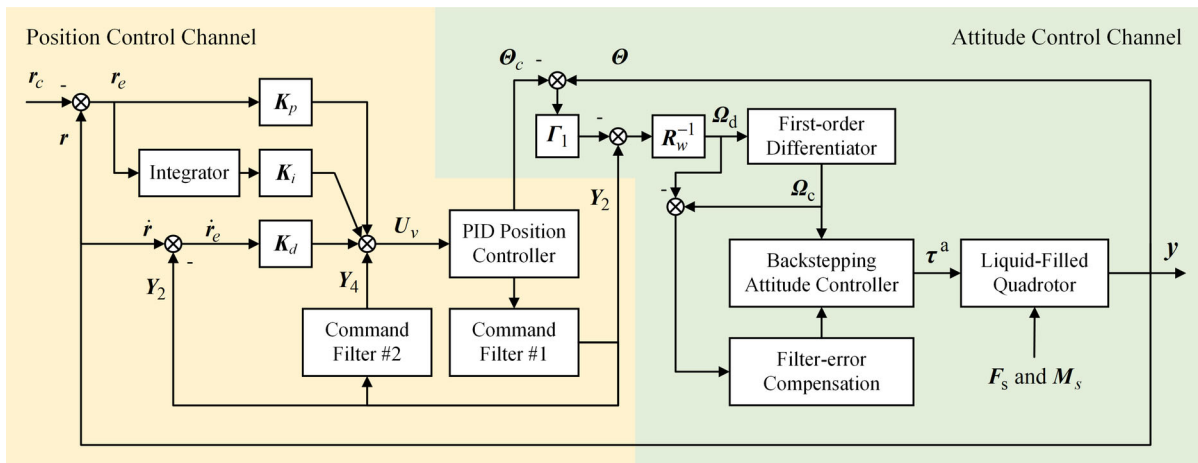 Position Control Channel
Attitude Control Channel
r_c
-
r_e
r
K_p
Integrator
K_i
ṙ
ṙ_e
-
K_d
Y_2
Y_4
U_v
PID Position
Controller
Command
Filter #2
Command
Filter #1
Θ_c
-
Θ
Γ_1
-
R_w^{-1}
Ω_d
First-order
Differentiator
Y_2
-
Ω_c
Backstepping
Attitude Controller
τ^a
Liquid-Filled
Quadrotor
y
Filter-error
Compensation
F_s and M_s